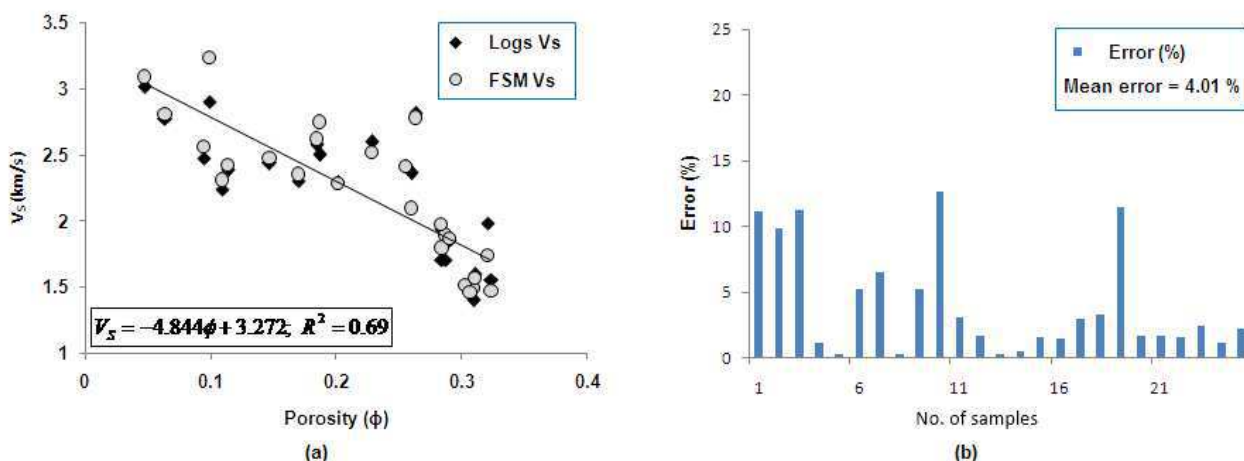 3.5
3
2.5
2
1.5
1
V_S (km/s)
0 0.1 0.2 0.3 0.4
Porosity (ϕ)
Logs Vs
FSM Vs
V_S = −4.844ϕ + 3.272; R² = 0.69
(a)
25
20
15
10
5
0
Error (%)
1 6 11 16 21
No. of samples
Error (%)
Mean error = 4.01 %
(b)